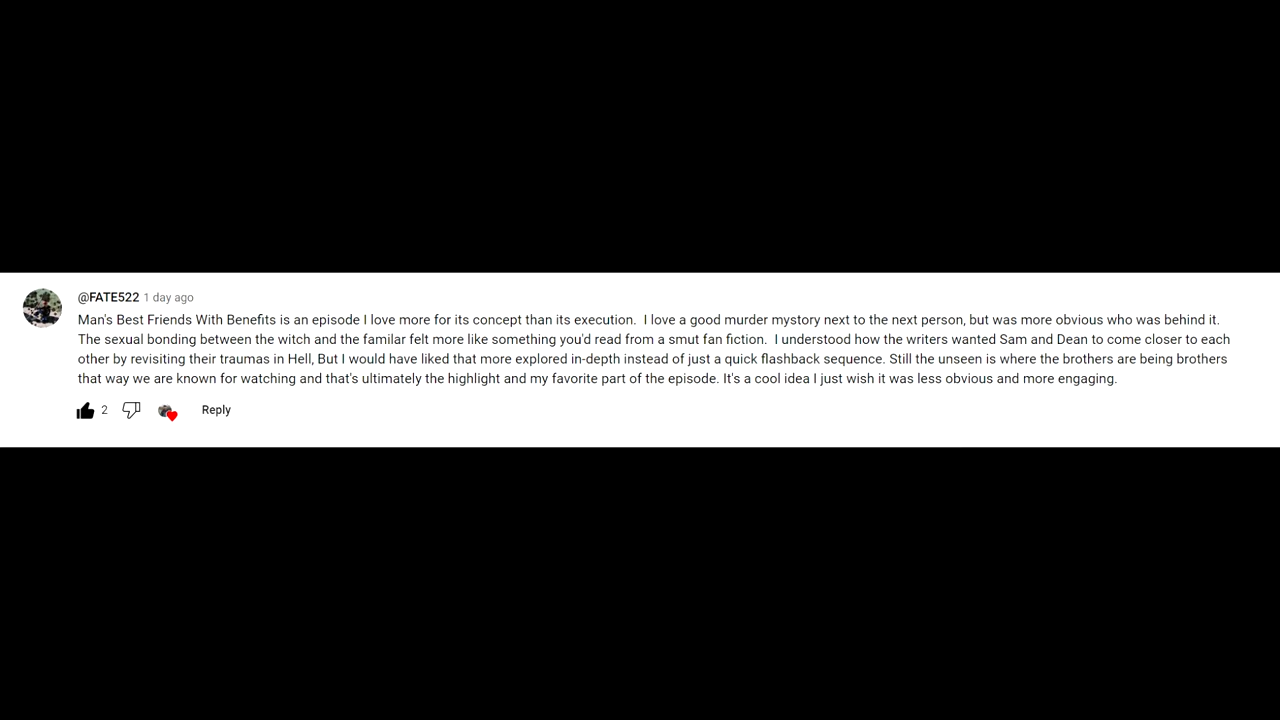 @FATE522 1 day ago
Man's Best Friends With Benefits is an episode I love more for its concept than its execution.  I love a good murder mystory next to the next person, but was more obvious who was behind it.
The sexual bonding between the witch and the familar felt more like something you'd read from a smut fan fiction.  I understood how the writers wanted Sam and Dean to come closer to each
other by revisiting their traumas in Hell, But I would have liked that more explored in-depth instead of just a quick flashback sequence. Still the unseen is where the brothers are being brothers
that way we are known for watching and that's ultimately the highlight and my favorite part of the episode. It's a cool idea I just wish it was less obvious and more engaging.
2 Reply